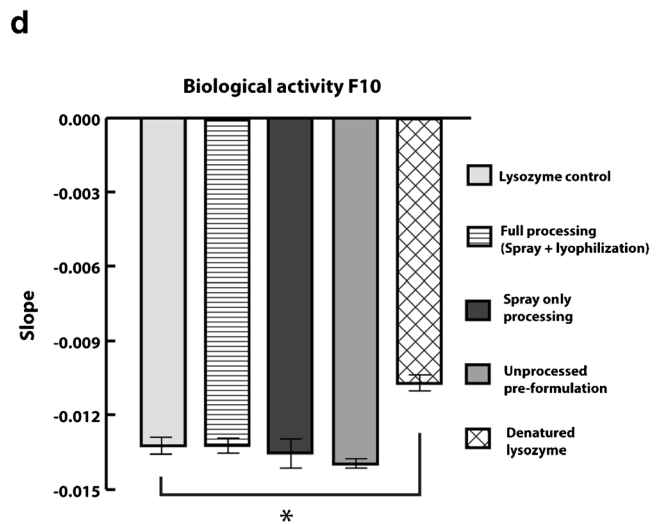 d
Biological activity F10
0.000
-0.003
-0.006
-0.009
-0.012
-0.015
Slope
Lysozyme control
Full processing
(Spray + lyophilization)
Spray only
processing
Unprocessed
pre-formulation
Denatured
lysozyme
*